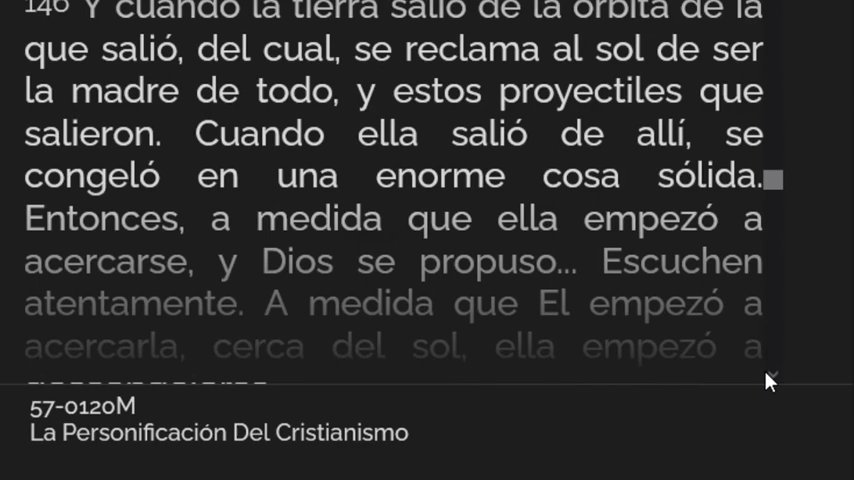 146 Y cuando la tierra salió de la órbita de la
que salió, del cual, se reclama al sol de ser
la madre de todo, y estos proyectiles que
salieron. Cuando ella salió de allí, se
congeló en una enorme cosa sólida.
Entonces, a medida que ella empezó a
acercarse, y Dios se propuso... Escuchen
atentamente. A medida que El empezó a
acercarla, cerca del sol, ella empezó a
57-0120M
La Personificación Del Cristianismo